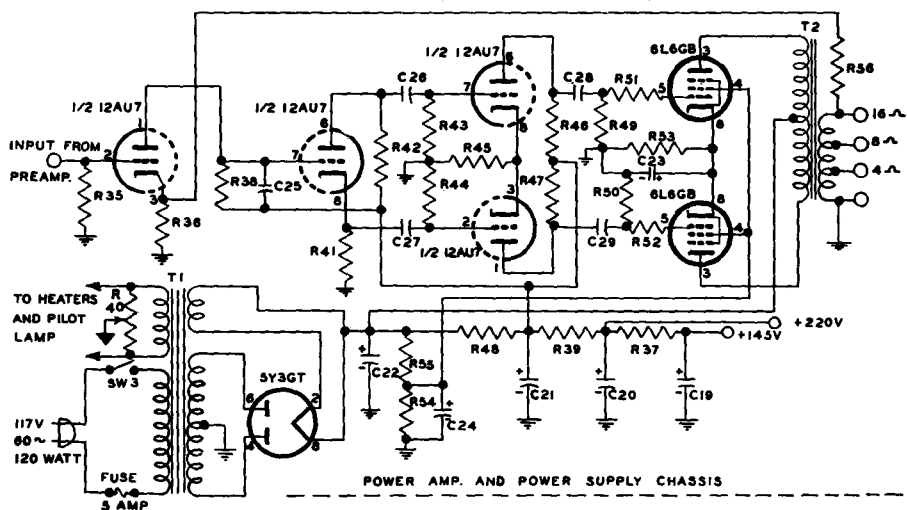 T2
6L6GB
3
R56
1/2 12AU7
6
C28
R51
5
4
C26
7
1/2 12AU7
1
1/2 12AU7
6
8
16 Ω
R43
R46
R49
R53
8
8 Ω
INPUT FROM
PREAMP.
2
7
R42
R45
C23
4 Ω
R38
C25
R44
R47
R50
6L6GB
3
R35
3
R36
8
C27
2
3
C29
5
R52
8
4
R41
1/2 12AU7
1
3
T1
TO HEATERS
AND PILOT
LAMP
R
40
+220V
+145V
R48
R39
R37
SW3
5Y3GT
6
2
4
8
C22
R55
R54
C24
C21
C20
C19
117V
60~
120 WATT
FUSE
5 AMP
POWER AMP. AND POWER SUPPLY CHASSIS